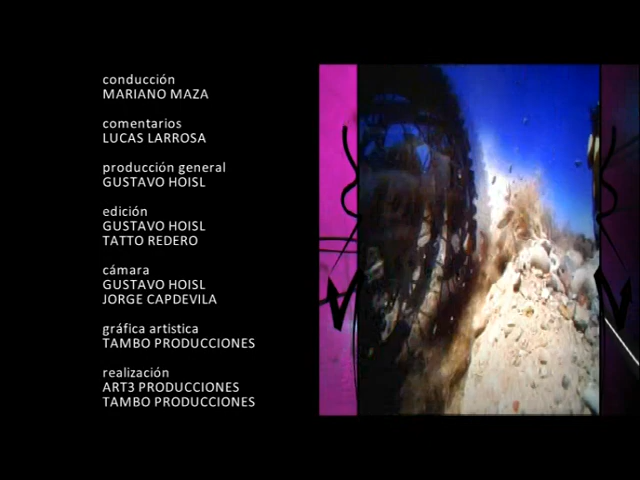 conducción
MARIANO MAZA
comentarios
LUCAS LARROSA
producción general
GUSTAVO HOISL
edición
GUSTAVO HOISL
TATTO REDERO
cámara
GUSTAVO HOISL
JORGE CAPDEVILA
gráfica artistica
TAMBO PRODUCCIONES
realización
ART3 PRODUCCIONES
TAMBO PRODUCCIONES